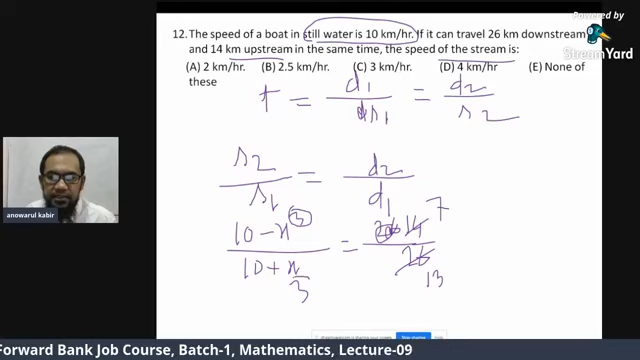 Powered by
StreamYard
12. The speed of a boat in still water is 10 km/hr. If it can travel 26 km downstream
and 14 km upstream in the same time, the speed of the stream is:
(A) 2 km/hr. (B) 2.5 km/hr. (C) 3 km/hr. (D) 4 km/hr (E) None of
these
t = d1 / s1 = d2 / s2
s2 / s1 = d2 / d1
10 - x 3 / 10 + x 3 = 14 7 / 26 13
anowarul kabir
Forward Bank Job Course, Batch-1, Mathematics, Lecture-09